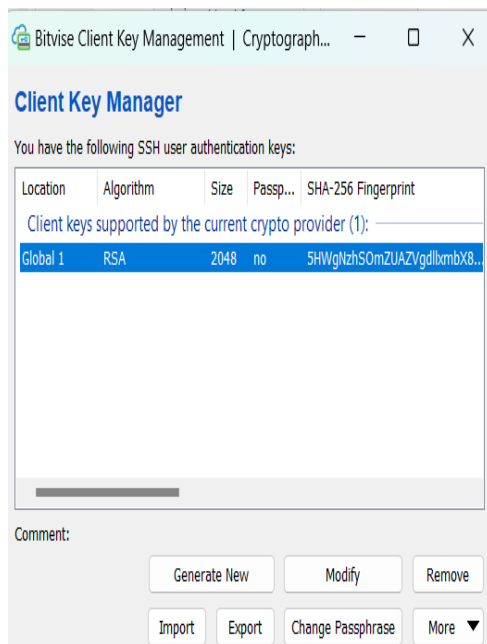 Bitvise Client Key Management | Cryptograph...
Client Key Manager
You have the following SSH user authentication keys:
Location Algorithm Size Passp... SHA-256 Fingerprint
Client keys supported by the current crypto provider (1):
Global 1 RSA 2048 no 5HWgNzhSOmZUAZVgdllxmbX8...
Comment:
Generate New Modify Remove
Import Export Change Passphrase More